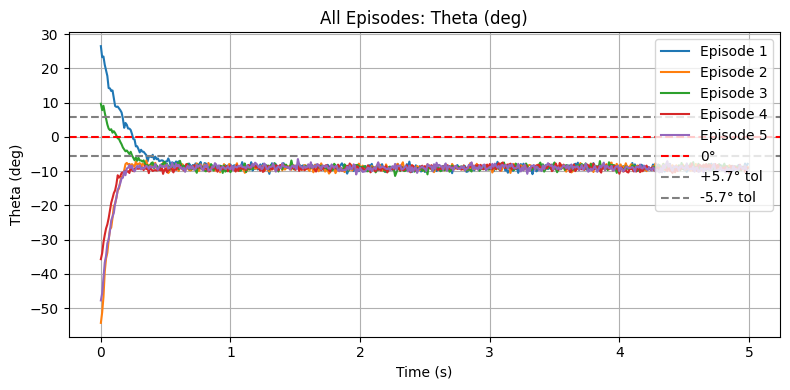 All Episodes: Theta (deg)
Theta (deg)
30
20
10
0
−10
−20
−30
−40
−50
Episode 1
Episode 2
Episode 3
Episode 4
Episode 5
0°
+5.7° tol
-5.7° tol
0
1
2
3
4
5
Time (s)